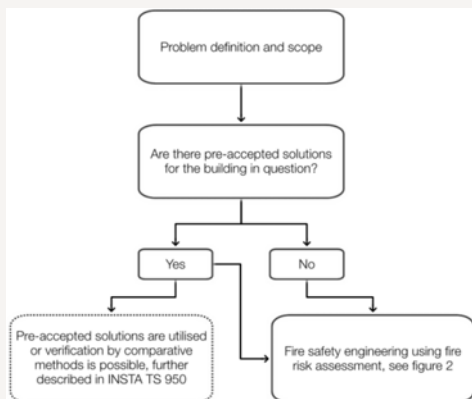 Problem definition and scope
Are there pre-accepted solutions
for the building in question?
Yes
No
Pre-accepted solutions are utilised
or verification by comparative
methods is possible, further
described in INSTA TS 950
Fire safety engineering using fire
risk assessment, see figure 2